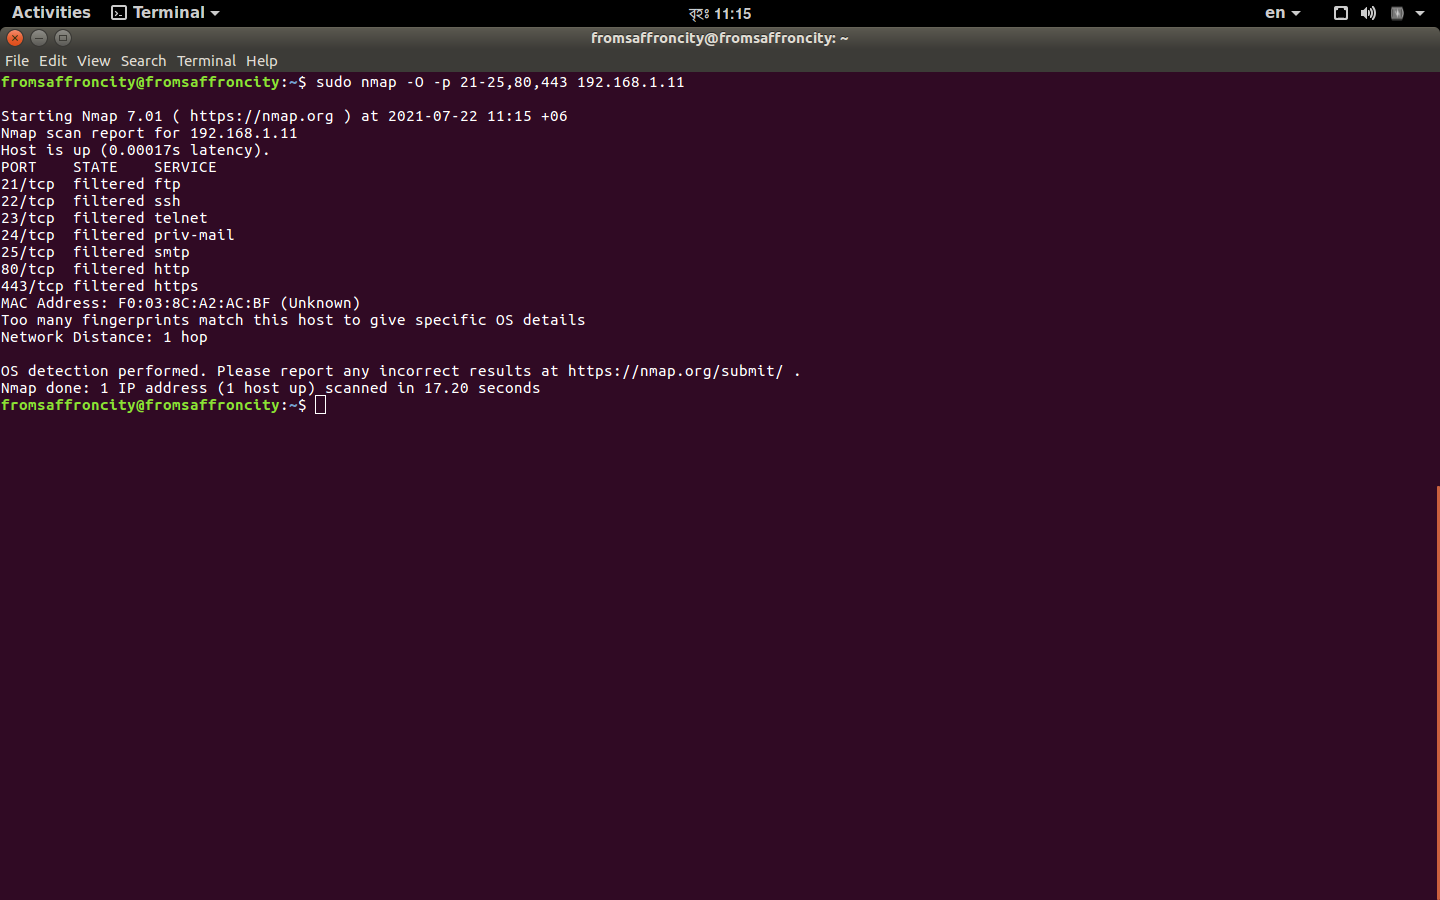 Activities Terminal বৃহঃ 11:15 en
fromsaffroncity@fromsaffroncity: ~
File Edit View Search Terminal Help
fromsaffroncity@fromsaffroncity:~$ sudo nmap -O -p 21-25,80,443 192.168.1.11
Starting Nmap 7.01 ( https://nmap.org ) at 2021-07-22 11:15 +06
Nmap scan report for 192.168.1.11
Host is up (0.00017s latency).
PORT    STATE    SERVICE
21/tcp  filtered ftp
22/tcp  filtered ssh
23/tcp  filtered telnet
24/tcp  filtered priv-mail
25/tcp  filtered smtp
80/tcp  filtered http
443/tcp filtered https
MAC Address: F0:03:8C:A2:AC:BF (Unknown)
Too many fingerprints match this host to give specific OS details
Network Distance: 1 hop
OS detection performed. Please report any incorrect results at https://nmap.org/submit/ .
Nmap done: 1 IP address (1 host up) scanned in 17.20 seconds
fromsaffroncity@fromsaffroncity:~$